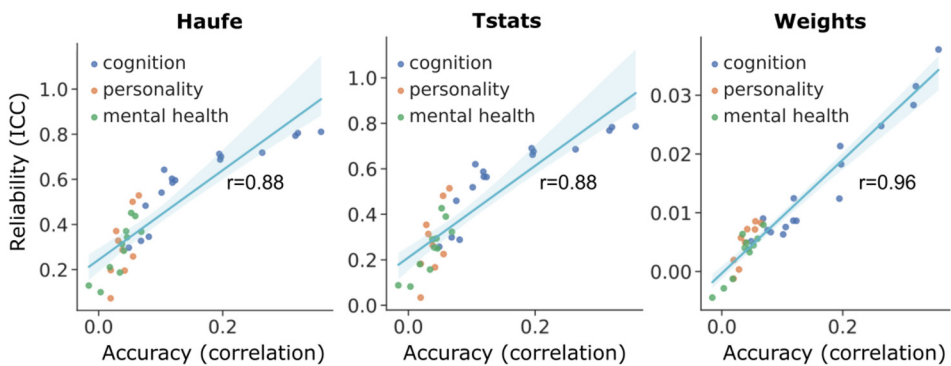 Haufe
Tstats
Weights
Reliability (ICC)
1.0
0.8
0.6
0.4
0.2
cognition
personality
mental health
r=0.88
0.0
0.2
Accuracy (correlation)
1.0
0.8
0.6
0.4
0.2
0.0
cognition
personality
mental health
r=0.88
0.0
0.2
Accuracy (correlation)
0.03
0.02
0.01
0.00
cognition
personality
mental health
r=0.96
0.0
0.2
Accuracy (correlation)